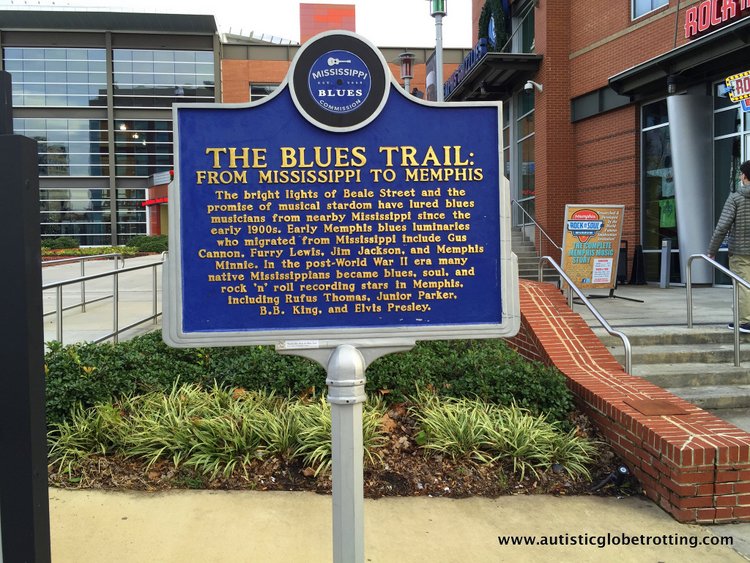 MISSISSIPPI
BLUES
COMMISSION
THE BLUES TRAIL:
FROM MISSISSIPPI TO MEMPHIS
The bright lights of Beale Street and the
promise of musical stardom have lured blues
musicians from nearby Mississippi since the
early 1900s. Early Memphis blues luminaries
who migrated from Mississippi include Gus
Cannon, Furry Lewis, Jim Jackson, and Memphis
Minnie. In the post-World War II era many
native Mississippians became blues, soul, and
rock 'n' roll recording stars in Memphis,
including Rufus Thomas, Junior Parker,
B.B. King, and Elvis Presley.
ROCK
Memphis
ROCK N SOUL
THE COMPLETE
MEMPHIS MUSIC
STORY
www.autisticglobetrotting.com